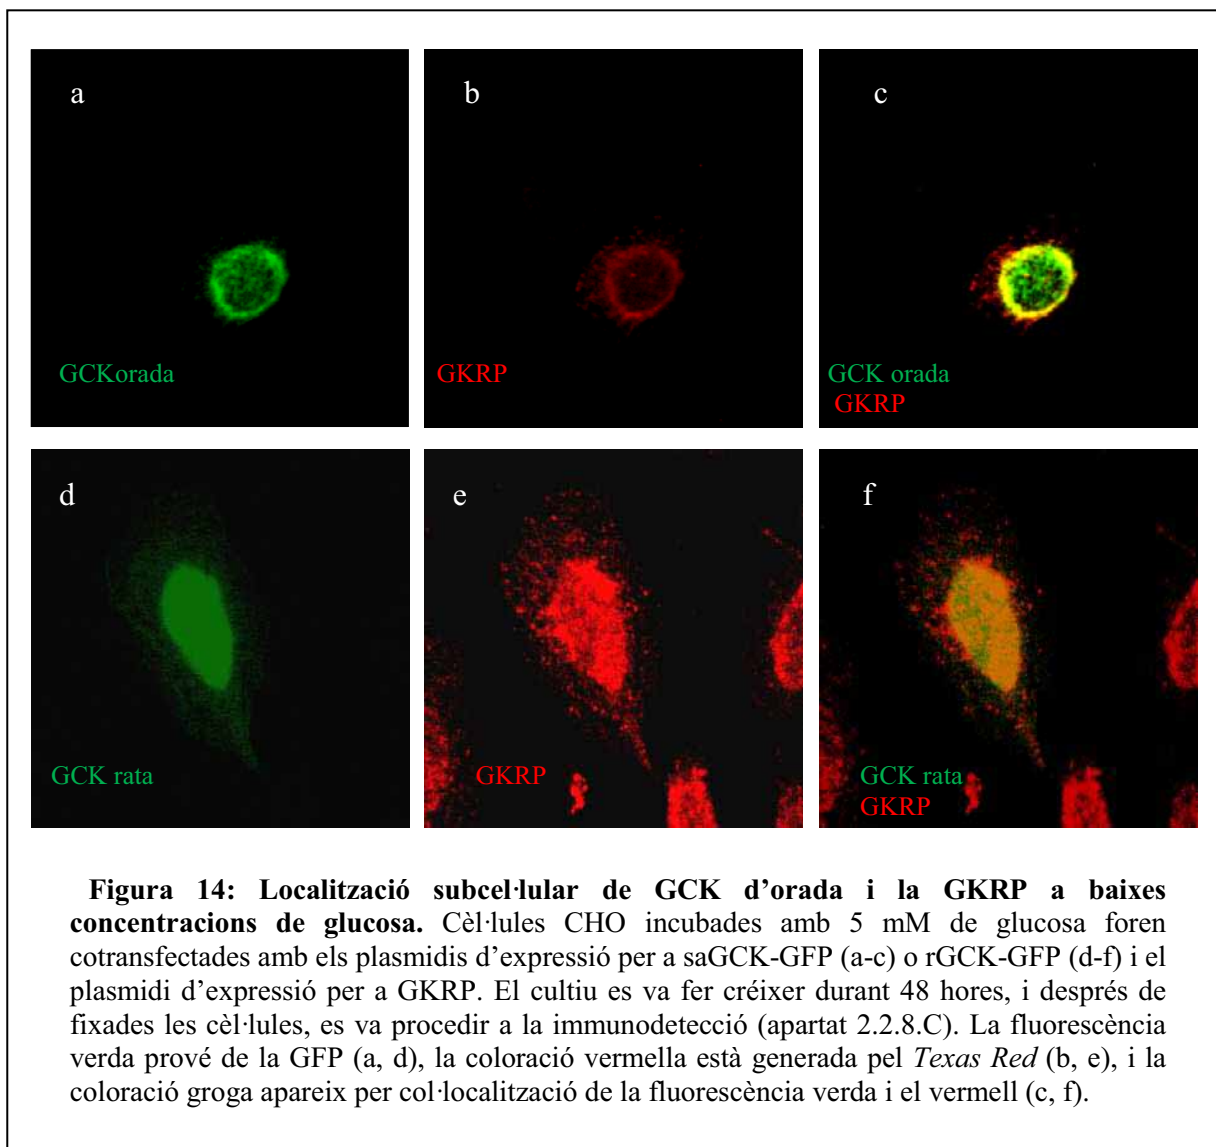 a
b
c
GCKorada
GKRP
GCK orada
GKRP
d
e
f
GCK rata
GKRP
GCK rata
GKRP
Figura 14: Localització subcel·lular de GCK d'orada i la GKRP a baixes
concentracions de glucosa. Cèl·lules CHO incubades amb 5 mM de glucosa foren
cotransfectades amb els plasmidis d'expressió per a saGCK-GFP (a-c) o rGCK-GFP (d-f) i el
plasmidi d'expressió per a GKRP. El cultiu es va fer créixer durant 48 hores, i després de
fixades les cèl·lules, es va procedir a la immunodetecció (apartat 2.2.8.C). La fluorescència
verda prové de la GFP (a, d), la coloració vermella està generada pel Texas Red (b, e), i la
coloració groga apareix per col·localització de la fluorescència verda i el vermell (c, f).